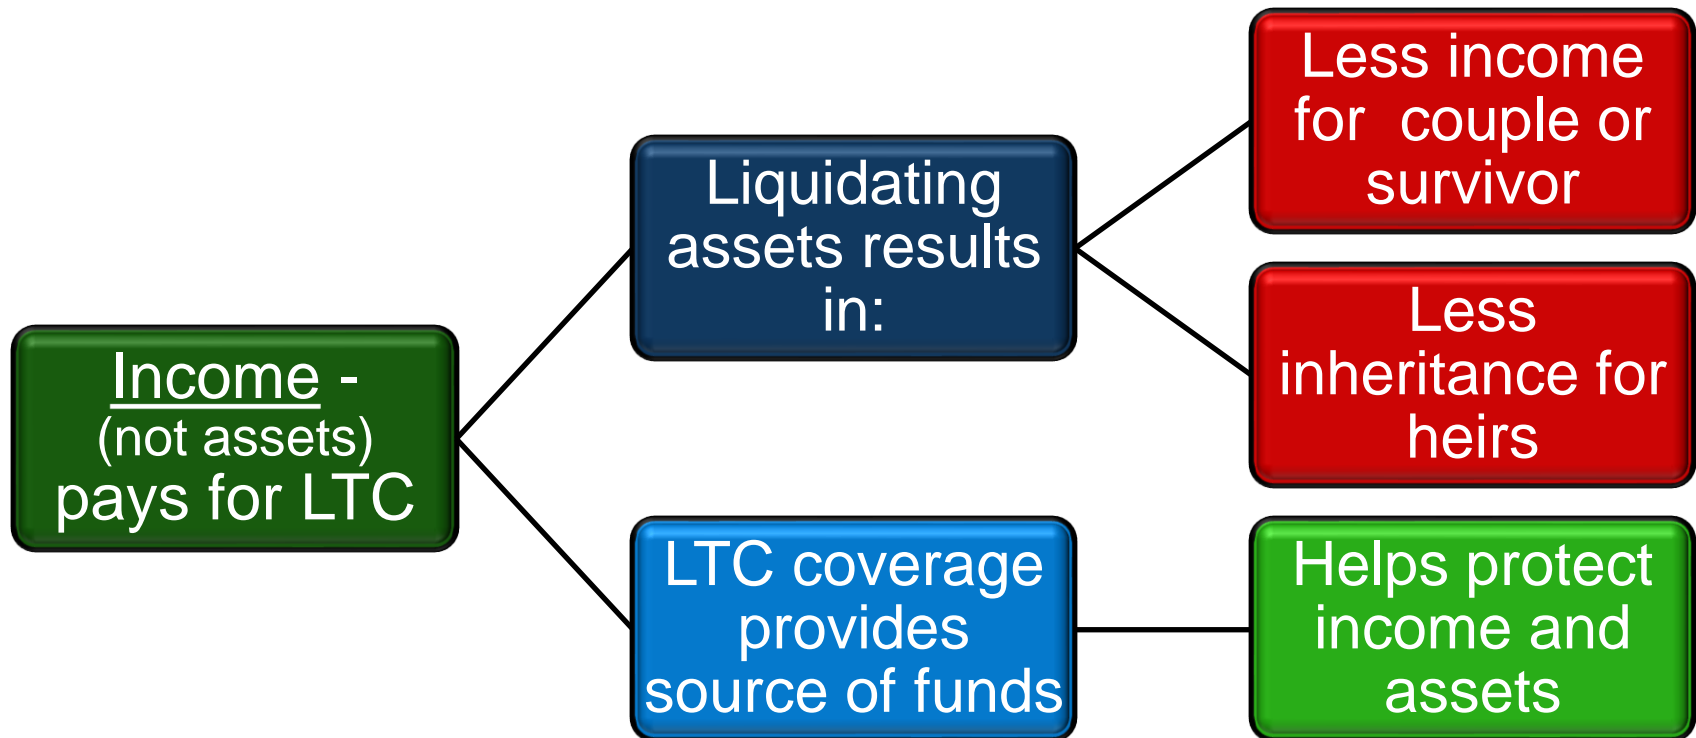 Income -
(not assets)
pays for LTC
Liquidating
assets results
in:
Less income
for couple or
survivor
Less
inheritance for
heirs
LTC coverage
provides
source of funds
Helps protect
income and
assets